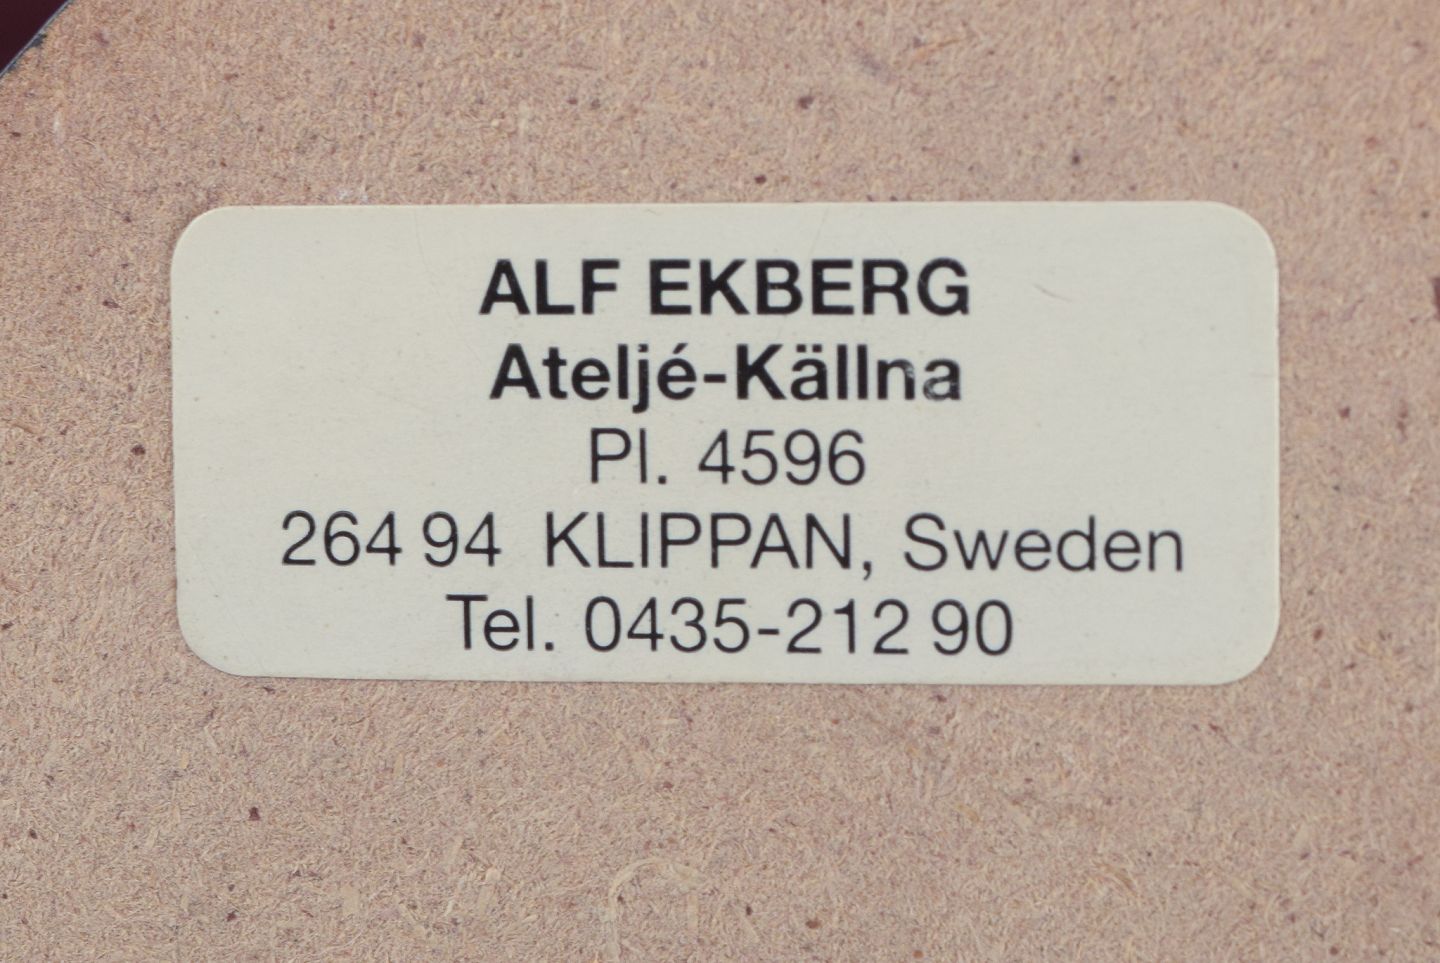 ALF EKBERG
Ateljé-Källna
Pl. 4596
264 94 KLIPPAN, Sweden
Tel. 0435-212 90